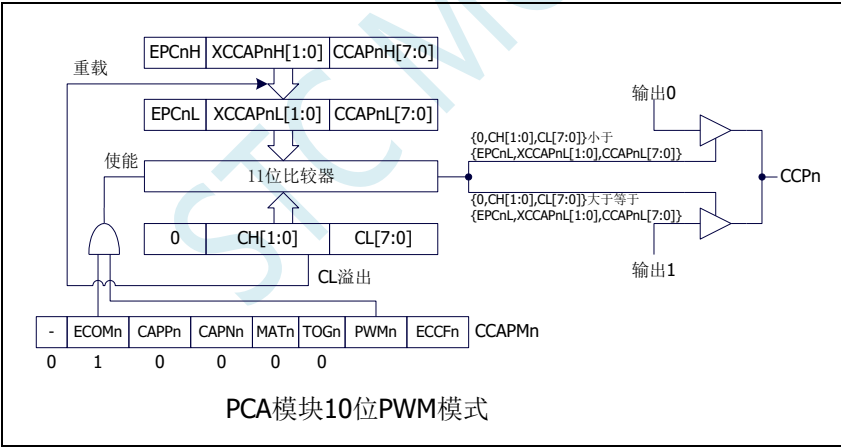 EPCnH XCCAPnH[1:0] CCAPnH[7:0]
重载
EPCnL XCCAPnL[1:0] CCAPnL[7:0]
输出0
{0,CH[1:0],CL[7:0]}小于
{EPCnL,XCCAPnL[1:0],CCAPnL[7:0]}
使能
11位比较器
CCPn
{0,CH[1:0],CL[7:0]}大于等于
{EPCnL,XCCAPnL[1:0],CCAPnL[7:0]}
0 CH[1:0] CL[7:0]
输出1
CL溢出
- ECOMn CAPPn CAPNn MATn TOGn PWMn ECCFn CCAPMn
0 1 0 0 0 0
PCA模块10位PWM模式